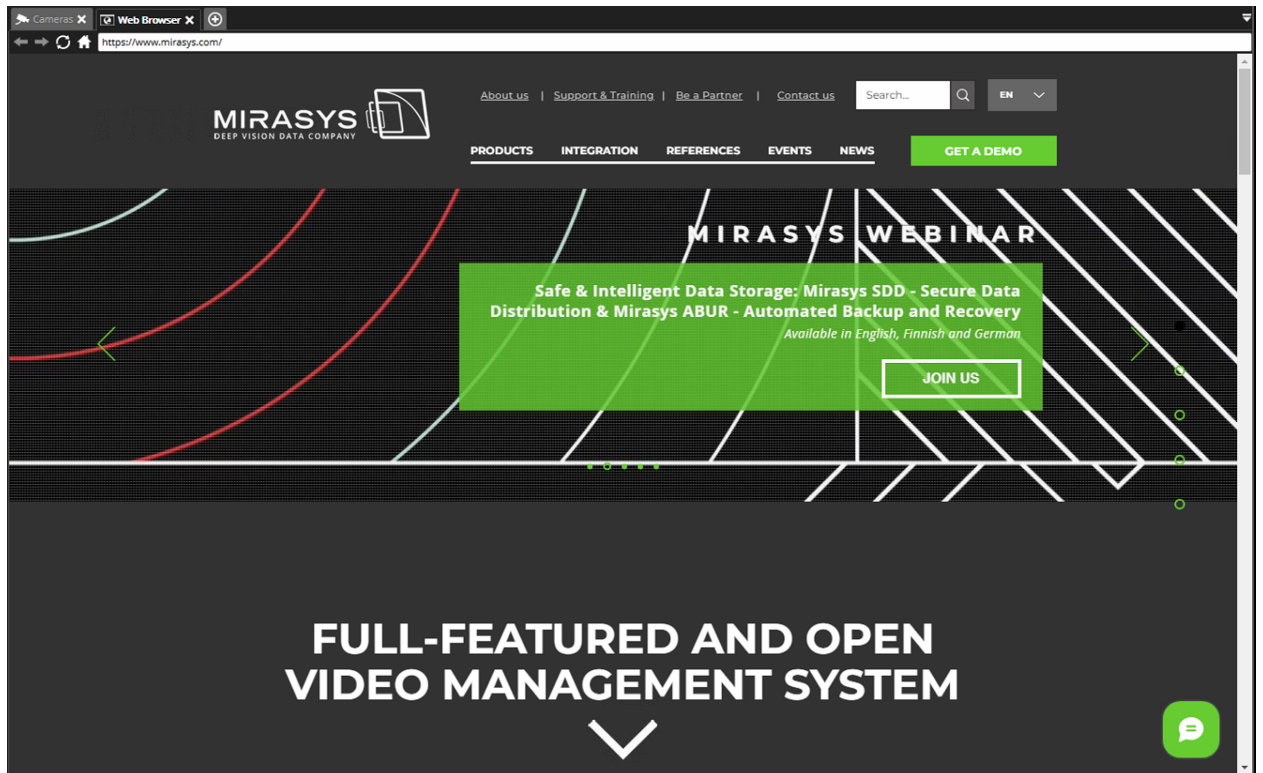 Cameras
Web Browser
https://www.mirasys.com/
About us | Support & Training | Be a Partner | Contact us
Search...
EN
MIRASYS
DEEP VISION DATA COMPANY
PRODUCTS INTEGRATION REFERENCES EVENTS NEWS
GET A DEMO
MIRASYS WEBINAR
Safe & Intelligent Data Storage: Mirasys SDD - Secure Data
Distribution & Mirasys ABUR - Automated Backup and Recovery
Available in English, Finnish and German
JOIN US
FULL-FEATURED AND OPEN
VIDEO MANAGEMENT SYSTEM